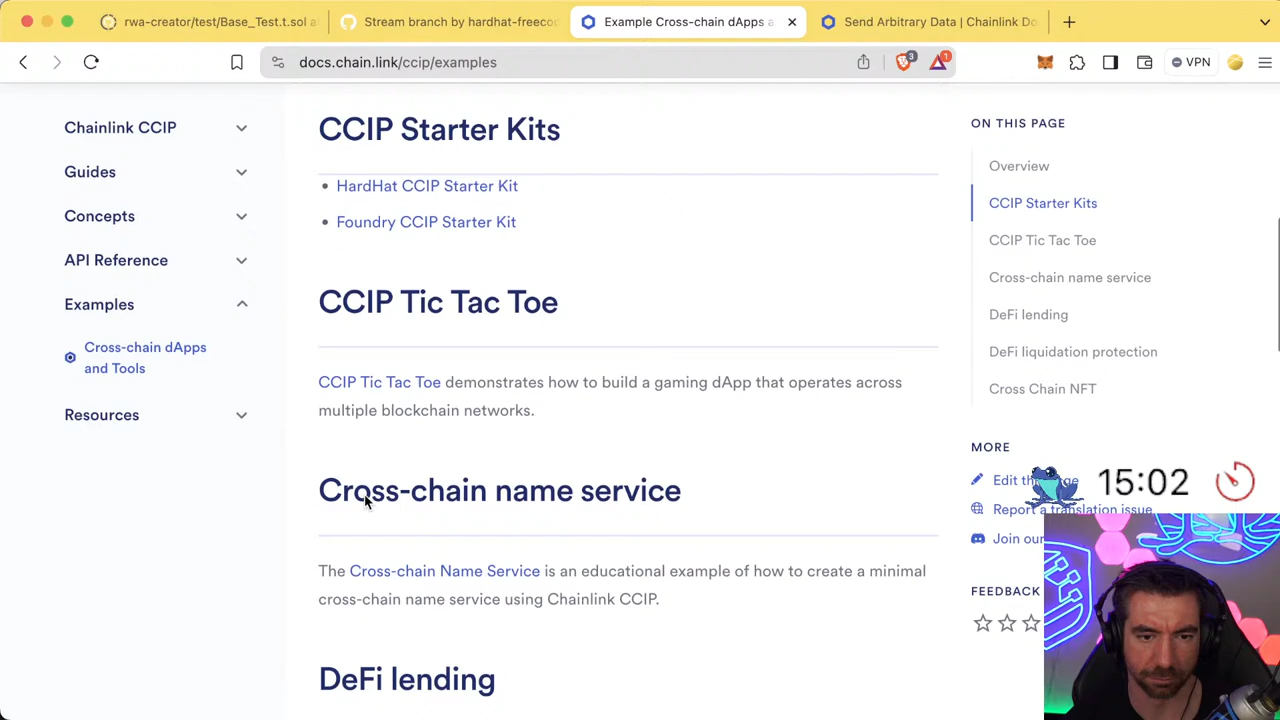 rwa-creator/test/Base_Test.t.sol a
Stream branch by hardhat-freeco
Example Cross-chain dApps a
Send Arbitrary Data | Chainlink Do
docs.chain.link/ccip/examples
3
1
VPN
Chainlink CCIP
Guides
Concepts
API Reference
Examples
Cross-chain dApps
and Tools
Resources
CCIP Starter Kits
• HardHat CCIP Starter Kit
• Foundry CCIP Starter Kit
CCIP Tic Tac Toe
CCIP Tic Tac Toe demonstrates how to build a gaming dApp that operates across
multiple blockchain networks.
Cross-chain name service
The Cross-chain Name Service is an educational example of how to create a minimal
cross-chain name service using Chainlink CCIP.
DeFi lending
ON THIS PAGE
Overview
CCIP Starter Kits
CCIP Tic Tac Toe
Cross-chain name service
DeFi lending
DeFi liquidation protection
Cross Chain NFT
MORE
Edit
15:02
Report a translation issue
Join our
FEEDBACK